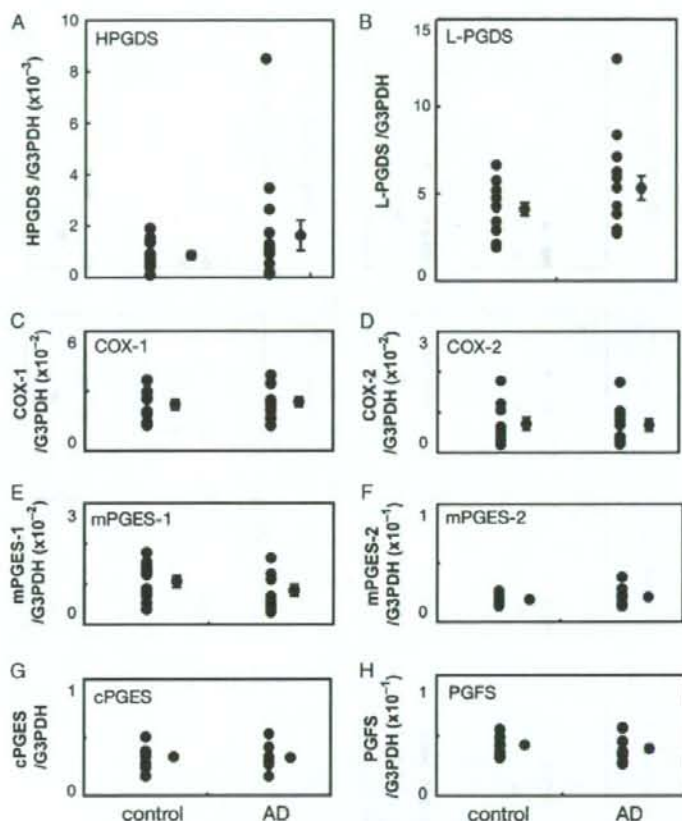 A
HPGDS
HPGDS /G3PDH (x10⁻³)
10
8
6
4
2
0
B
L-PGDS
L-PGDS /G3PDH
15
10
5
0
C
COX-1
COX-1
/G3PDH (x10⁻²)
6
0
D
COX-2
COX-2
/G3PDH (x10⁻²)
3
0
E
mPGES-1
mPGES-1
/G3PDH (x10⁻²)
3
0
F
mPGES-2
mPGES-2
/G3PDH (x10⁻¹)
1
0
G
cPGES
cPGES
/G3PDH
1
0
control
AD
H
PGFS
PGFS
/G3PDH (x10⁻¹)
1
0
control
AD